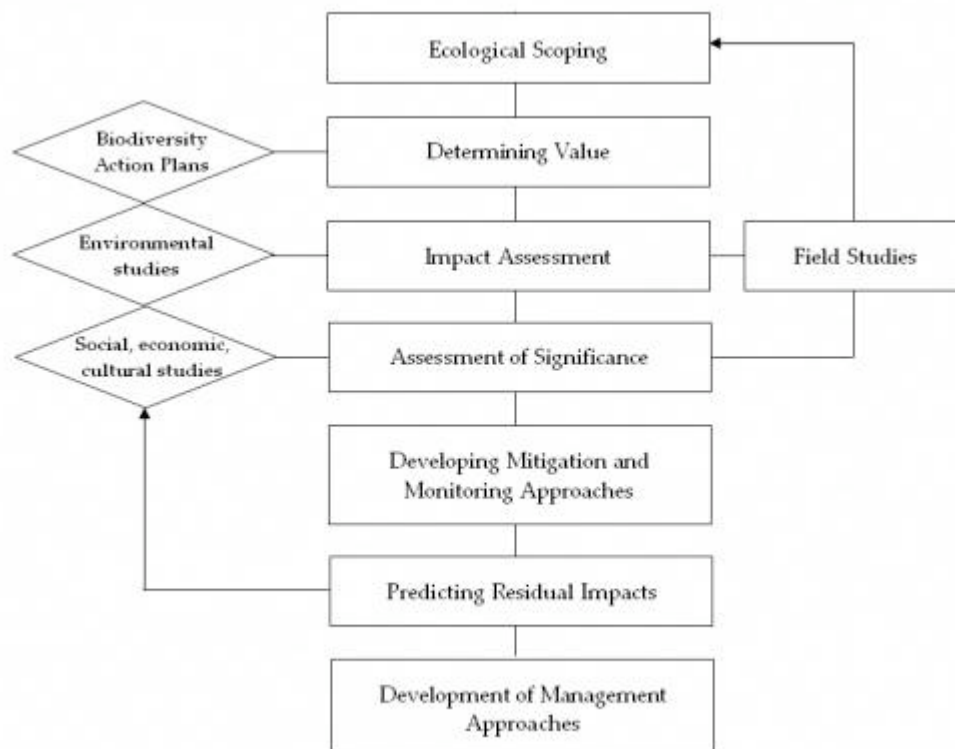 Ecological Scoping
Biodiversity
Action Plans
Determining Value
Environmental
studies
Impact Assessment
Field Studies
Social, economic,
cultural studies
Assessment of Significance
Developing Mitigation and
Monitoring Approaches
Predicting Residual Impacts
Development of Management
Approaches